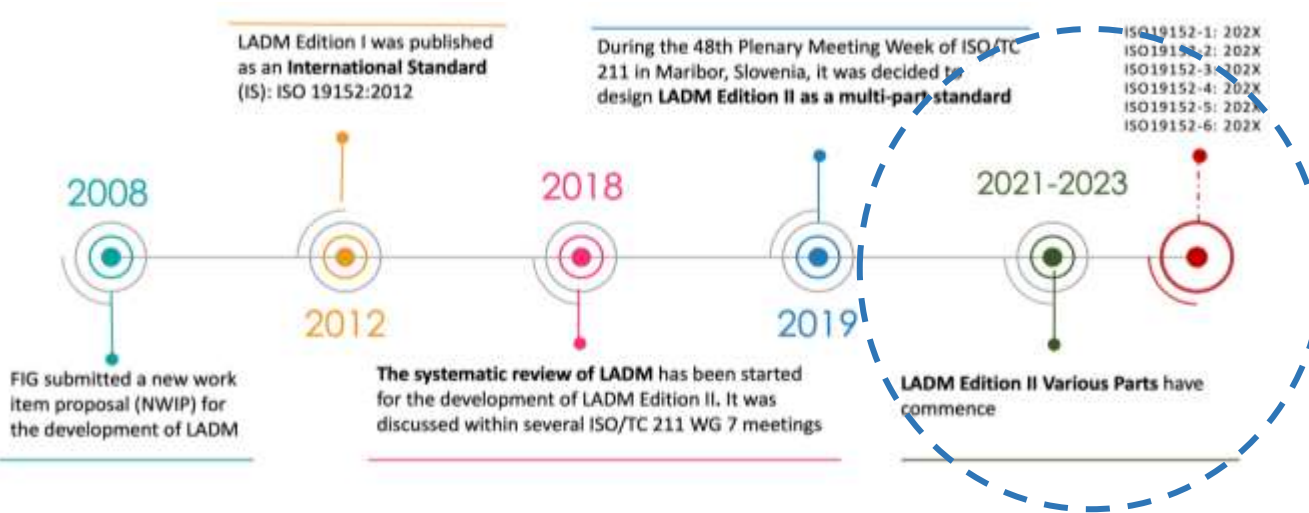 LADM Edition I was published
as an International Standard
(IS): ISO 19152:2012
During the 48th Plenary Meeting Week of ISO/TC
211 in Maribor, Slovenia, it was decided to
design LADM Edition II as a multi-part standard
ISO19152-1: 202X
ISO19152-2: 202X
ISO19152-3: 202X
ISO19152-4: 202X
ISO19152-5: 202X
ISO19152-6: 202X
2008
2018
2021-2023
2012
2019
FIG submitted a new work
item proposal (NWIP) for
the development of LADM
The systematic review of LADM has been started
for the development of LADM Edition II. It was
discussed within several ISO/TC 211 WG 7 meetings
LADM Edition II Various Parts have
commence